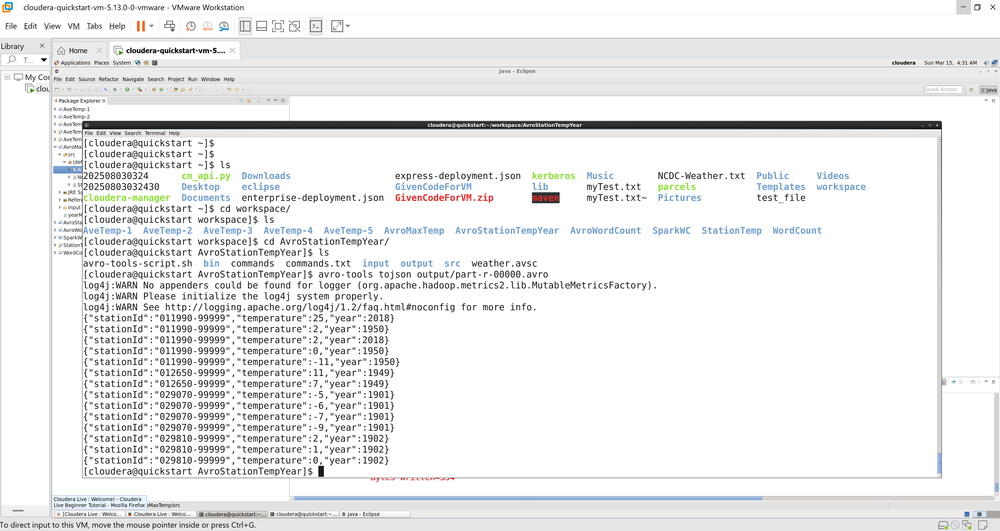 cloudera-quickstart-vm-5.13.0-0-vmware - VMware Workstation
File Edit View VM Tabs Help
Library
T...
My Cor
clou
Home
cloudera-quickstart-vm-5....
Applications Places System
cloudera Sun Mar 15, 4:31 AM
Java - Eclipse
File Edit Source Refactor Navigate Search Project Run Window Help
Quick Access
Java
Package Explorer
AveTemp-1
AveTemp-2
AveTem
AveTem
AveTem
AvroMa
src
(def
Av
No
St
JRE Sy
Refere
input
yearM
AvroSta
AvroWo
SparkW
StationT
WordCo
cloudera@quickstart:~/workspace/AvroStationTempYear
File Edit View Search Terminal Help
[cloudera@quickstart ~]$
[cloudera@quickstart ~]$
[cloudera@quickstart ~]$ ls
202508030324 cm_api.py Downloads express-deployment.json kerberos Music NCDC-Weather.txt Public Videos
20250803032430 Desktop eclipse GivenCodeForVM lib myTest.txt parcels Templates workspace
cloudera-manager Documents enterprise-deployment.json GivenCodeForVM.zip maven myTest.txt~ Pictures test_file
[cloudera@quickstart ~]$ cd workspace/
[cloudera@quickstart workspace]$ ls
AveTemp-1 AveTemp-2 AveTemp-3 AveTemp-4 AveTemp-5 AvroMaxTemp AvroStationTempYear AvroWordCount SparkWC StationTemp WordCount
[cloudera@quickstart workspace]$ cd AvroStationTempYear/
[cloudera@quickstart AvroStationTempYear]$ ls
avro-tools-script.sh bin commands commands.txt input output src weather.avsc
[cloudera@quickstart AvroStationTempYear]$ avro-tools tojson output/part-r-00000.avro
log4j:WARN No appenders could be found for logger (org.apache.hadoop.metrics2.lib.MutableMetricsFactory).
log4j:WARN Please initialize the log4j system properly.
log4j:WARN See http://logging.apache.org/log4j/1.2/faq.html#noconfig for more info.
{"stationId":"011990-99999","temperature":25,"year":2018}
{"stationId":"011990-99999","temperature":2,"year":1950}
{"stationId":"011990-99999","temperature":2,"year":2018}
{"stationId":"011990-99999","temperature":0,"year":1950}
{"stationId":"011990-99999","temperature":-11,"year":1950}
{"stationId":"012650-99999","temperature":11,"year":1949}
{"stationId":"012650-99999","temperature":7,"year":1949}
{"stationId":"029070-99999","temperature":-5,"year":1901}
{"stationId":"029070-99999","temperature":-6,"year":1901}
{"stationId":"029070-99999","temperature":-7,"year":1901}
{"stationId":"029070-99999","temperature":-9,"year":1901}
{"stationId":"029810-99999","temperature":2,"year":1902}
{"stationId":"029810-99999","temperature":1,"year":1902}
{"stationId":"029810-99999","temperature":0,"year":1902}
[cloudera@quickstart AvroStationTempYear]$
Bytes Written=334
Cloudera Live : Welcome! - Cloudera
Live Beginner Tutorial - Mozilla Firefox
oMaxTemp/src
[Cloudera Live : Welco...
Cloudera Live : Welco...
cloudera@quickstart:~...
cloudera@quickstart:~...
Java - Eclipse
To direct input to this VM, move the mouse pointer inside or press Ctrl+G.